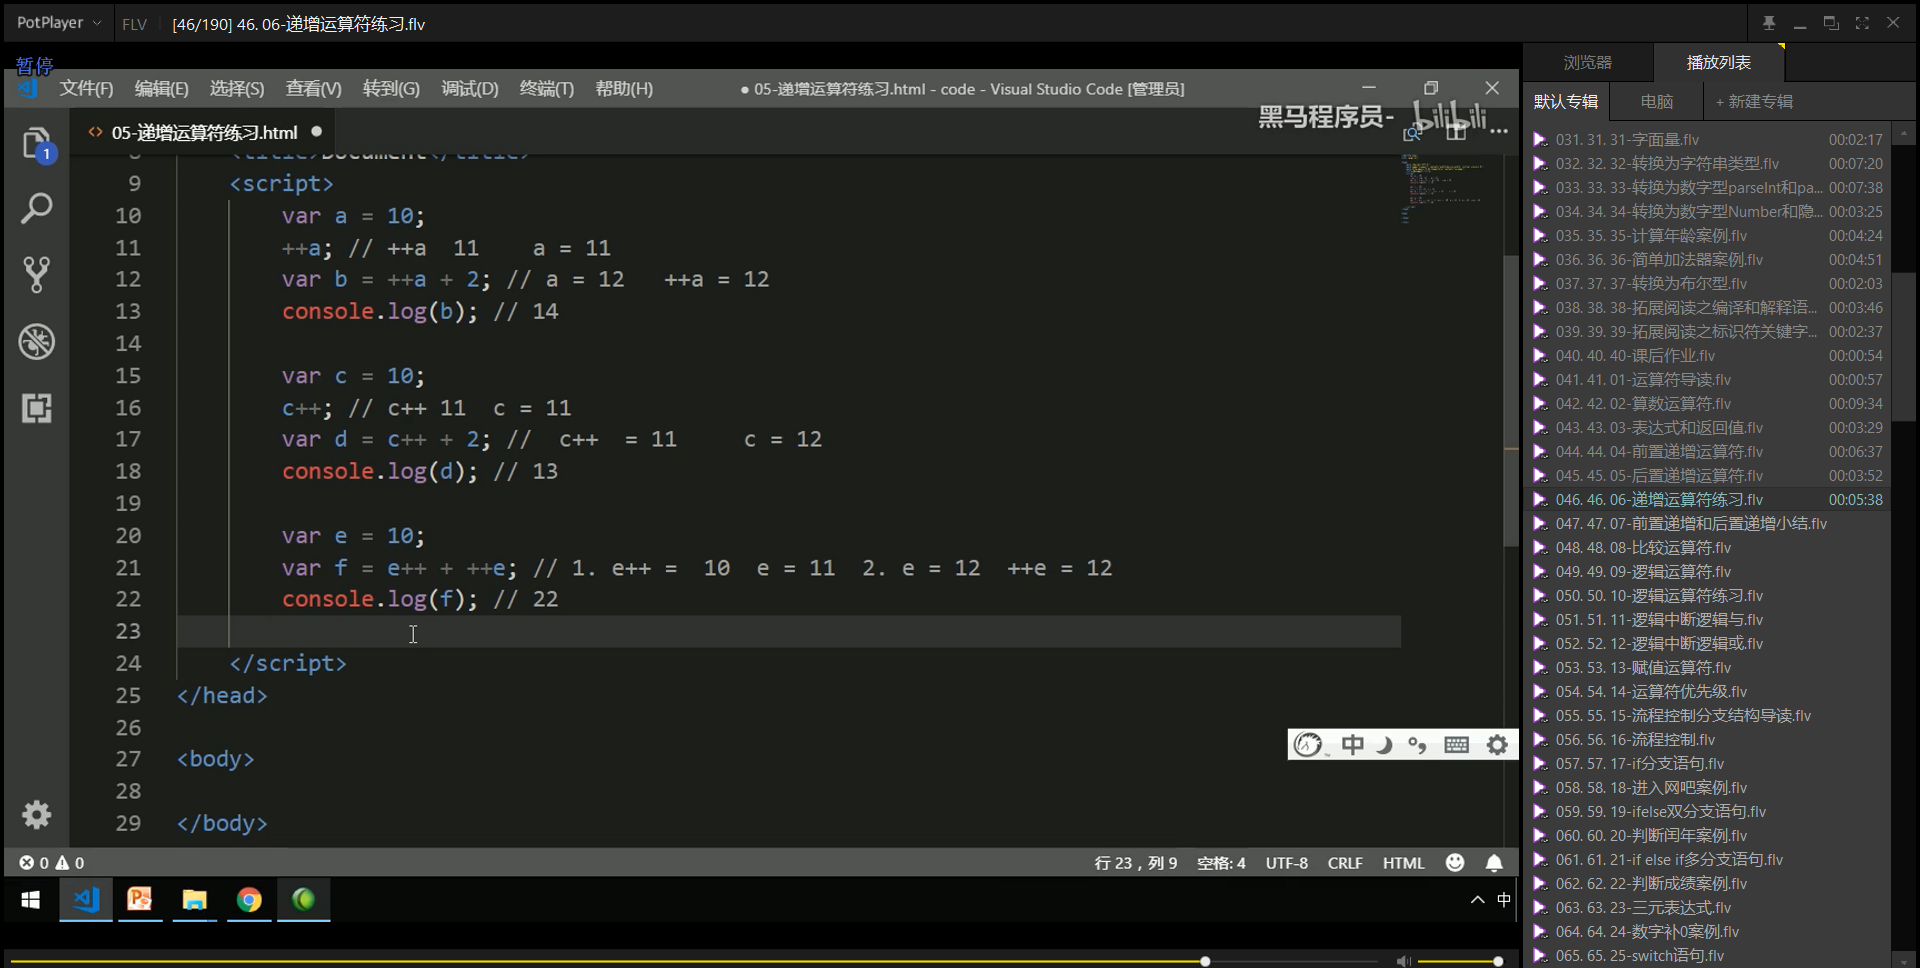 PotPlayer FLV [46/190] 46. 06-递增运算符练习.flv
暂停
文件(F) 编辑(E) 选择(S) 查看(V) 转到(G) 调试(D) 终端(T) 帮助(H) ● 05-递增运算符练习.html - code - Visual Studio Code [管理员]
黑马程序员- bilibili
<> 05-递增运算符练习.html ●
1
8 <title>Document</title>
9 <script>
10 var a = 10;
11 ++a; // ++a 11 a = 11
12 var b = ++a + 2; // a = 12 ++a = 12
13 console.log(b); // 14
14
15 var c = 10;
16 c++; // c++ 11 c = 11
17 var d = c++ + 2; // c++ = 11 c = 12
18 console.log(d); // 13
19
20 var e = 10;
21 var f = e++ + ++e; // 1. e++ = 10 e = 11 2. e = 12 ++e = 12
22 console.log(f); // 22
23
24 </script>
25 </head>
26
27 <body>
28
29 </body>
中
0 0 行 23，列 9 空格: 4 UTF-8 CRLF HTML
中
浏览器 播放列表
默认专辑 电脑 + 新建专辑
031. 31. 31-字面量.flv 00:02:17
032. 32. 32-转换为字符串类型.flv 00:07:20
033. 33. 33-转换为数字型parseInt和pa... 00:07:38
034. 34. 34-转换为数字型Number和隐... 00:03:25
035. 35. 35-计算年龄案例.flv 00:04:24
036. 36. 36-简单加法器案例.flv 00:04:51
037. 37. 37-转换为布尔型.flv 00:02:03
038. 38. 38-拓展阅读之编译和解释语... 00:03:46
039. 39. 39-拓展阅读之标识符关键字... 00:02:37
040. 40. 40-课后作业.flv 00:00:54
041. 41. 01-运算符导读.flv 00:00:57
042. 42. 02-算数运算符.flv 00:09:34
043. 43. 03-表达式和返回值.flv 00:03:29
044. 44. 04-前置递增运算符.flv 00:06:37
045. 45. 05-后置递增运算符.flv 00:03:52
046. 46. 06-递增运算符练习.flv 00:05:38
047. 47. 07-前置递增和后置递增小结.flv
048. 48. 08-比较运算符.flv
049. 49. 09-逻辑运算符.flv
050. 50. 10-逻辑运算符练习.flv
051. 51. 11-逻辑中断逻辑与.flv
052. 52. 12-逻辑中断逻辑或.flv
053. 53. 13-赋值运算符.flv
054. 54. 14-运算符优先级.flv
055. 55. 15-流程控制分支结构导读.flv
056. 56. 16-流程控制.flv
057. 57. 17-if分支语句.flv
058. 58. 18-进入网吧案例.flv
059. 59. 19-ifelse双分支语句.flv
060. 60. 20-判断闰年案例.flv
061. 61. 21-if else if多分支语句.flv
062. 62. 22-判断成绩案例.flv
063. 63. 23-三元表达式.flv
064. 64. 24-数字补0案例.flv
065. 65. 25-switch语句.flv